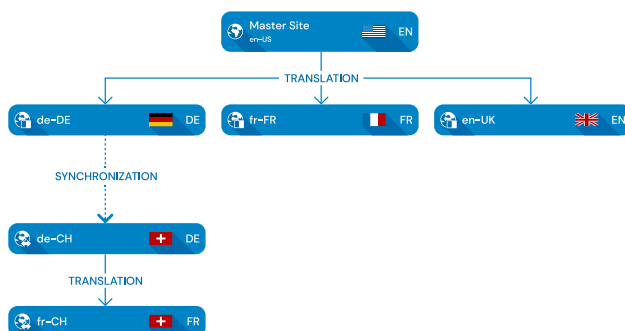 Master Site
en-US
EN
TRANSLATION
de-DE
DE
fr-FR
FR
en-UK
EN
SYNCHRONIZATION
de-CH
DE
TRANSLATION
fr-CH
FR